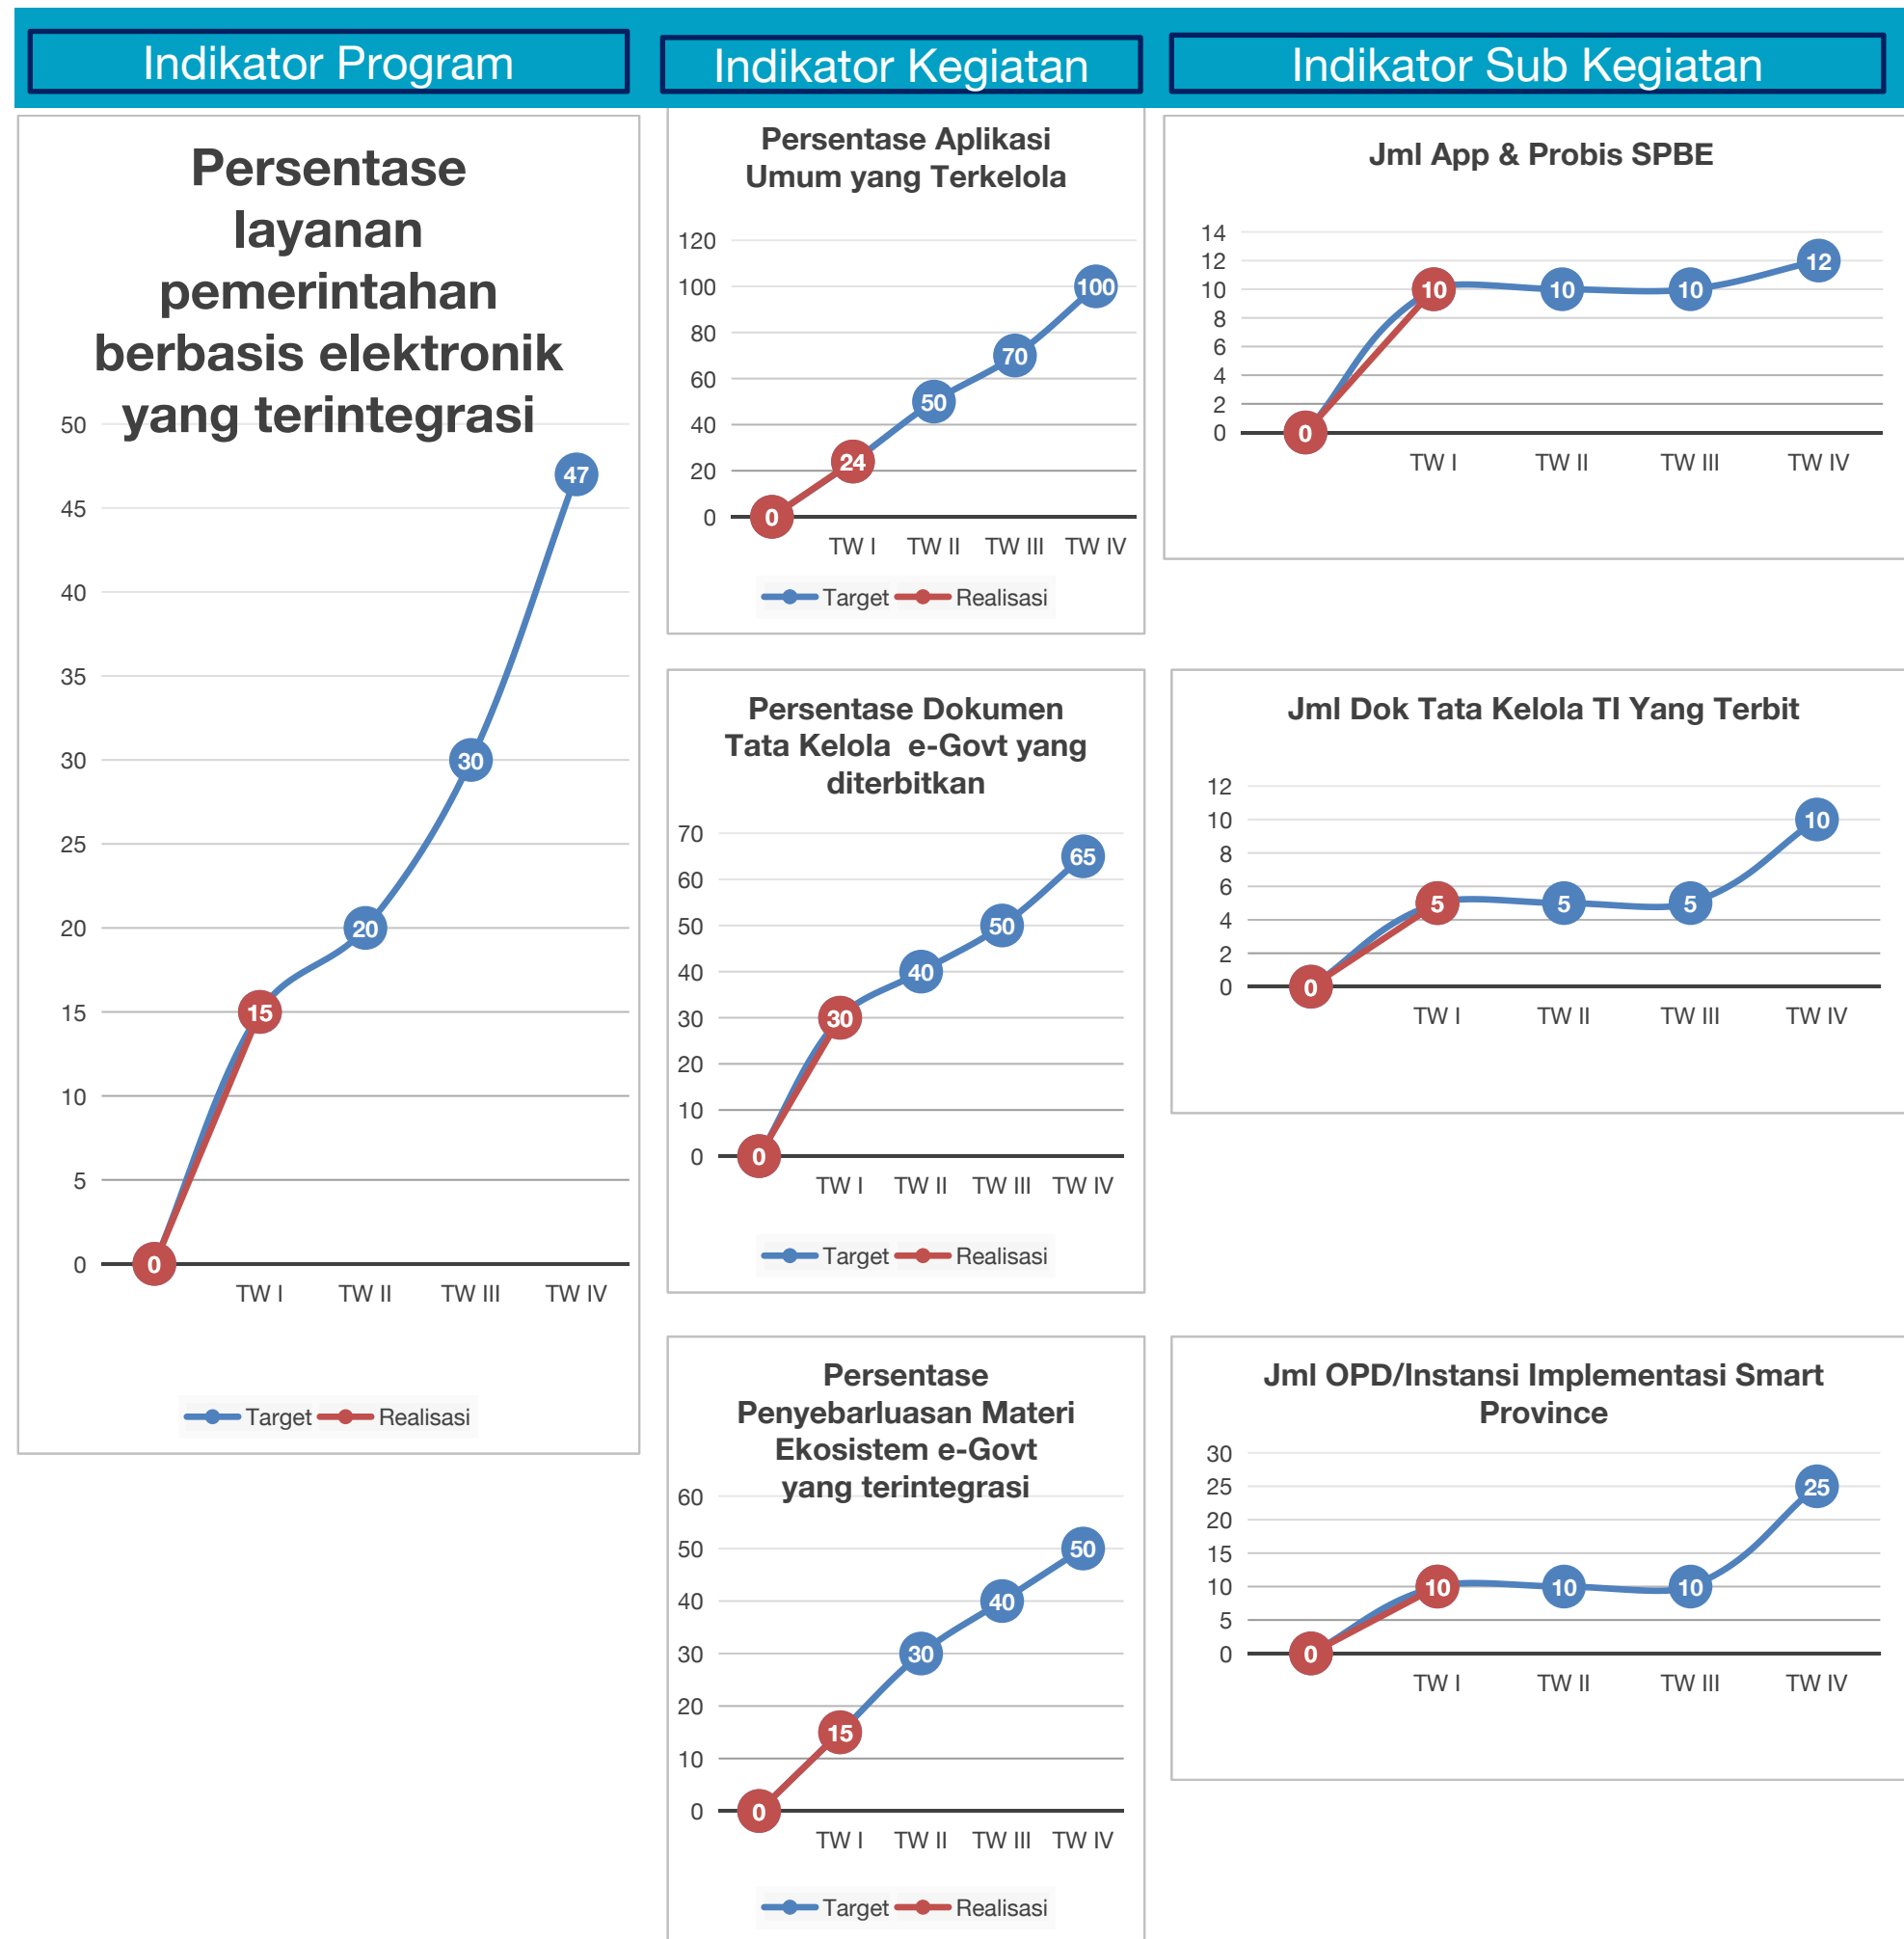 Indikator Program
Indikator Kegiatan
Indikator Sub Kegiatan
Persentase
layanan
pemerintahan
berbasis elektronik
yang terintegrasi
50
45
40
35
30
25
20
15
10
5
0
47
30
20
15
0
TW I TW II TW III TW IV
Target Realisasi
Persentase Aplikasi
Umum yang Terkelola
120
100
80
60
40
20
0
100
70
50
24
0
TW I TW II TW III TW IV
Target Realisasi
Persentase Dokumen
Tata Kelola e-Govt yang
diterbitkan
70
60
50
40
30
20
10
0
65
50
40
30
0
TW I TW II TW III TW IV
Target Realisasi
Persentase
Penyebarluasan Materi
Ekosistem e-Govt
yang terintegrasi
60
50
40
30
20
10
0
50
40
30
15
0
TW I TW II TW III TW IV
Target Realisasi
Jml App & Probis SPBE
14
12
10
8
6
4
2
0
0 10 10 10 12
TW I TW II TW III TW IV
Jml Dok Tata Kelola TI Yang Terbit
12
10
8
6
4
2
0
0 5 5 5 10
TW I TW II TW III TW IV
Jml OPD/Instansi Implementasi Smart
Province
30
25
20
15
10
5
0
0 10 10 10 25
TW I TW II TW III TW IV